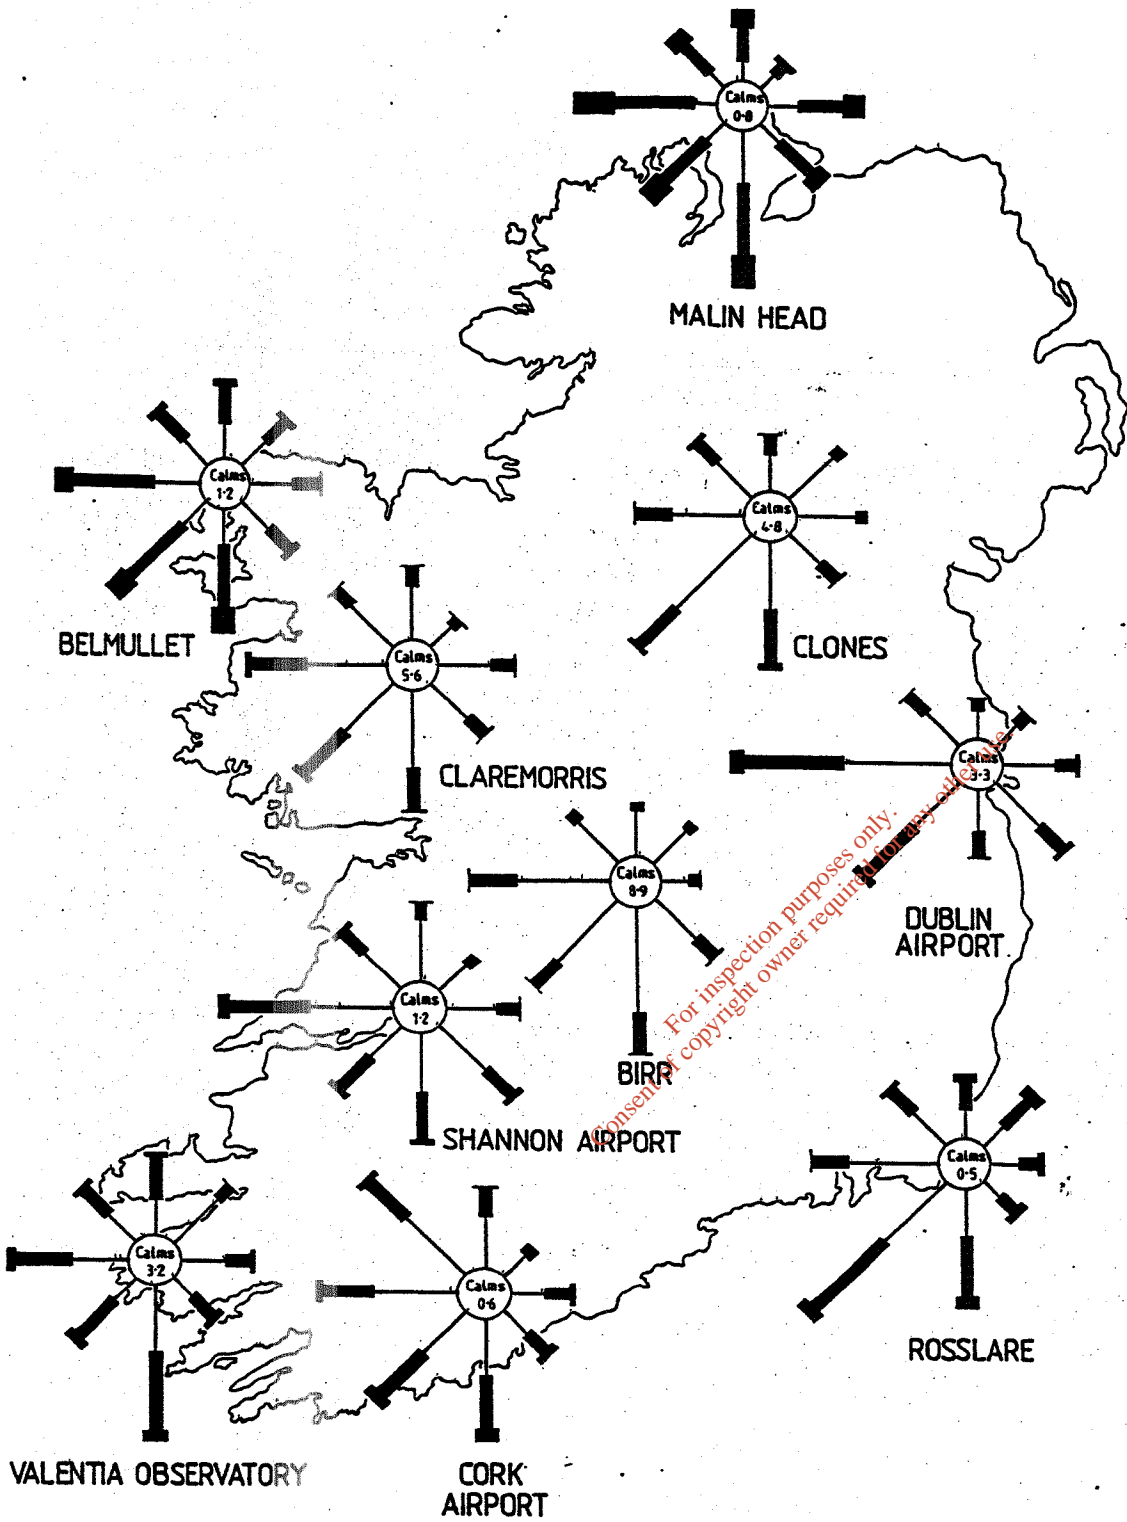 Calms
0·8
MALIN HEAD
Calms
1·2
BELMULLET
Calms
4·8
CLONES
Calms
5·6
CLAREMORRIS
Calms
3·3
DUBLIN
AIRPORT
Calms
8·9
BIRR
Calms
1·2
SHANNON AIRPORT
Calms
0·5
ROSSLARE
Calms
3·2
VALENTIA OBSERVATORY
Calms
0·6
CORK
AIRPORT
For inspection purposes only.
Consent of copyright owner required for any other use.